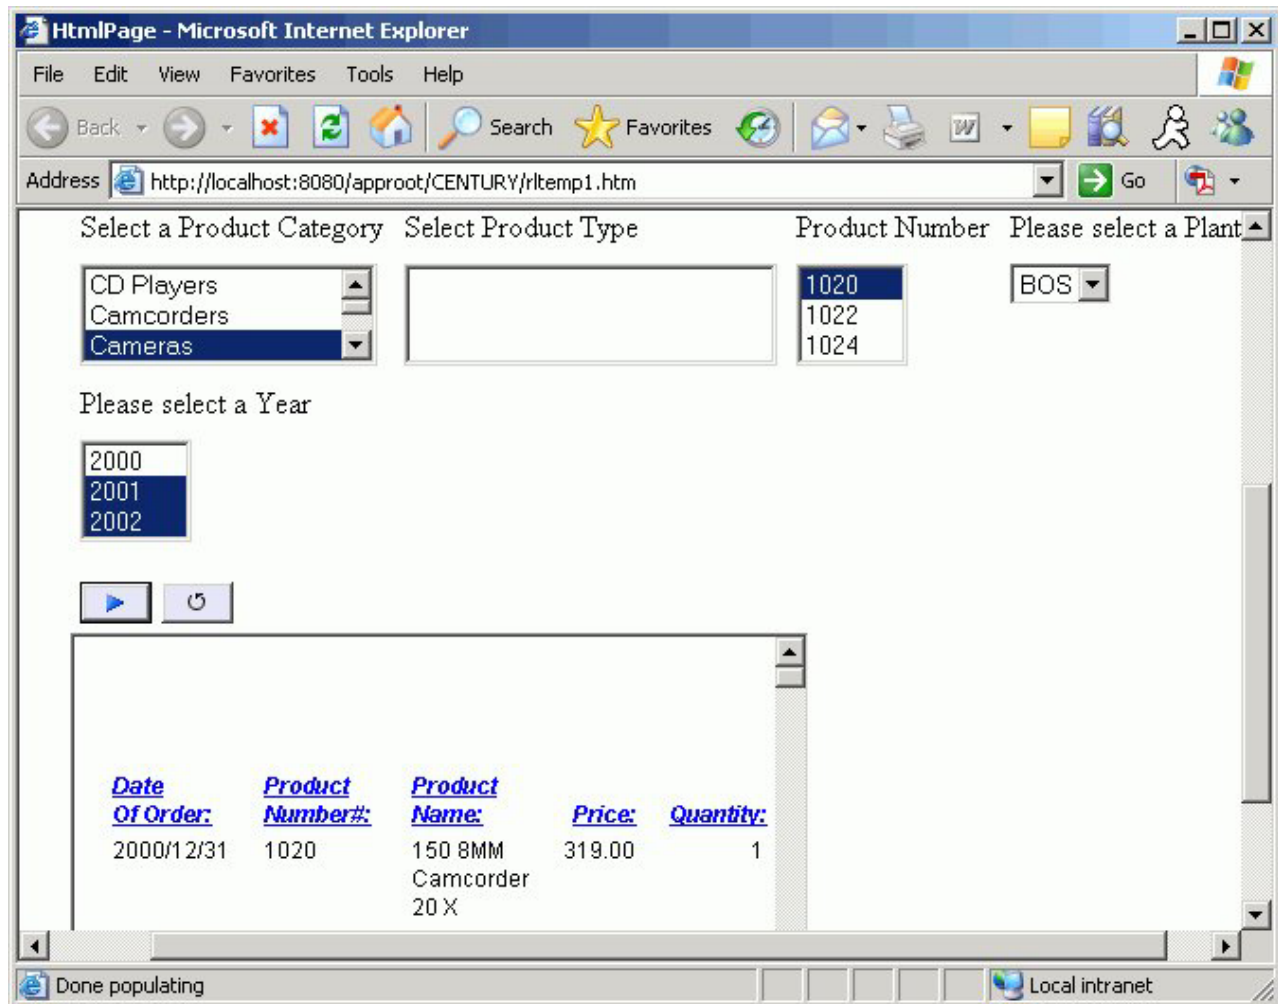 HtmlPage - Microsoft Internet Explorer
File Edit View Favorites Tools Help
Back Search Favorites W
Address http://localhost:8080/approot/CENTURY/rltemp1.htm Go
Select a Product Category Select Product Type Product Number Please select a Plant
CD Players 1020 BOS
Camcorders 1022
Cameras 1024
Please select a Year
2000
2001
2002
Date Product Product
Of Order: Number#: Name: Price: Quantity:
2000/12/31 1020 150 8MM 319.00 1
Camcorder
20 X
Done populating Local intranet